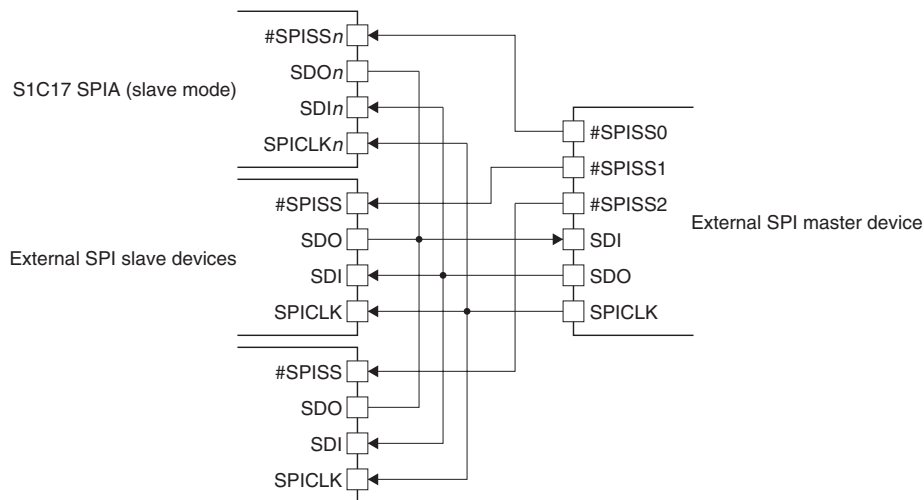 #SPISSn
SDOn
S1C17 SPIA (slave mode)
SDIn
SPICLKn
#SPISS
SDO
External SPI slave devices
SDI
SPICLK
#SPISS
SDO
SDI
SPICLK
#SPISS0
#SPISS1
#SPISS2
External SPI master device
SDI
SDO
SPICLK